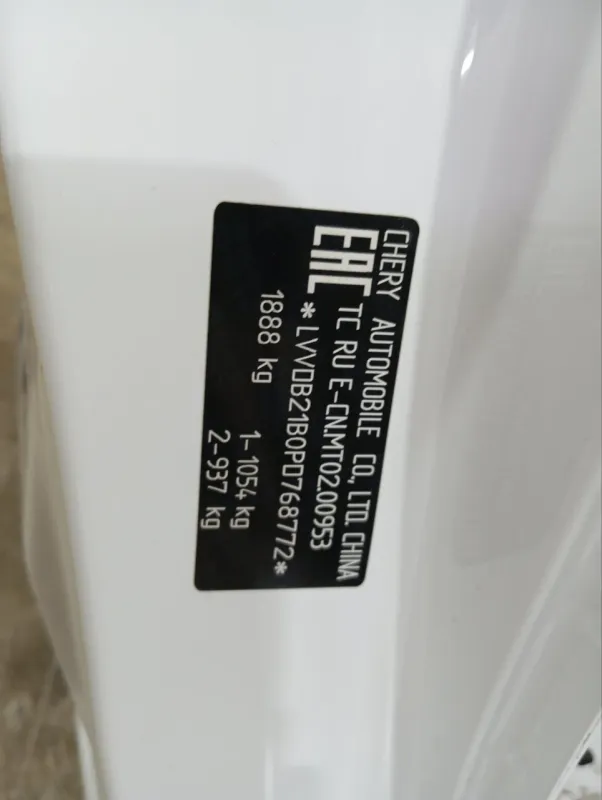 CHERY AUTOMOBILE CO., LTD. CHINA
EAC TC RU E-CN.MT02.00953
*LVVDB21B0PD768772*
1888 kg
1-1054 kg
2-937 kg